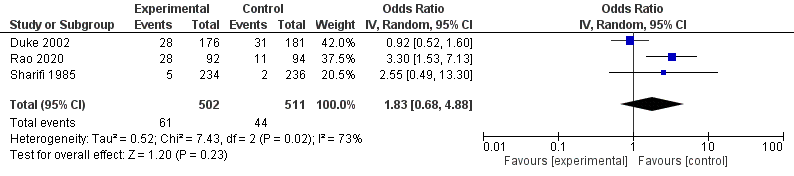 Experimental Control Odds Ratio Odds Ratio
Study or Subgroup Events Total Events Total Weight IV, Random, 95% CI IV, Random, 95% CI
Duke 2002 28 176 31 181 42.0% 0.92 [0.52, 1.60]
Rao 2020 28 92 11 94 37.5% 3.30 [1.53, 7.13]
Sharifi 1985 5 234 2 236 20.5% 2.55 [0.49, 13.30]
Total (95% CI) 502 511 100.0% 1.83 [0.68, 4.88]
Total events 61 44
Heterogeneity: Tau² = 0.52; Chi² = 7.43, df = 2 (P = 0.02); I² = 73%
Test for overall effect: Z = 1.20 (P = 0.23)
0.01 0.1 1 10 100
Favours [experimental] Favours [control]